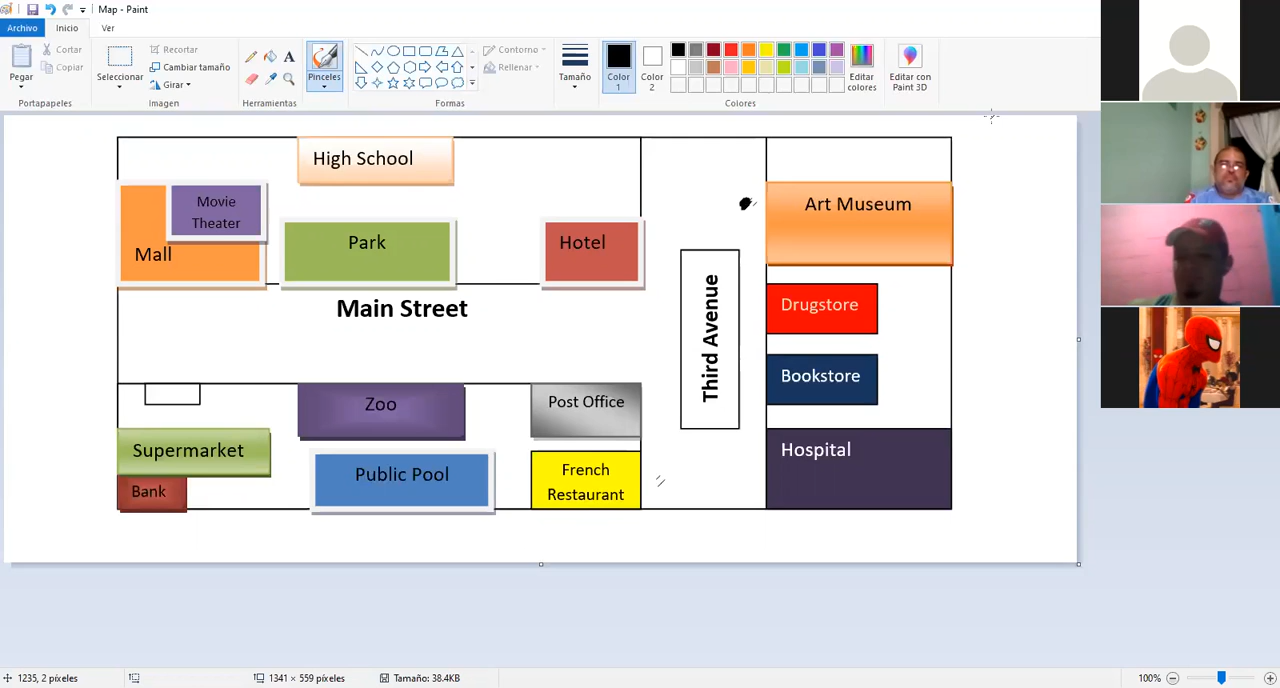 Map - Paint
Archivo Inicio Ver
Pegar
Cortar
Copiar
Portapapeles
Seleccionar
Recortar
Cambiar tamaño
Girar
Imagen
A
Herramientas
Pinceles
Contorno
Rellenar
Formas
Tamaño
Color
1
Color
2
Editar
colores
Colores
Editar con
Paint 3D
High School
Movie
Theater
Mall
Park
Hotel
Art Museum
Main Street
Third Avenue
Drugstore
Bookstore
Hospital
Zoo
Post Office
Supermarket
Bank
Public Pool
French
Restaurant
1235, 2 píxeles
1341 × 559 píxeles
Tamaño: 38.4KB
100%